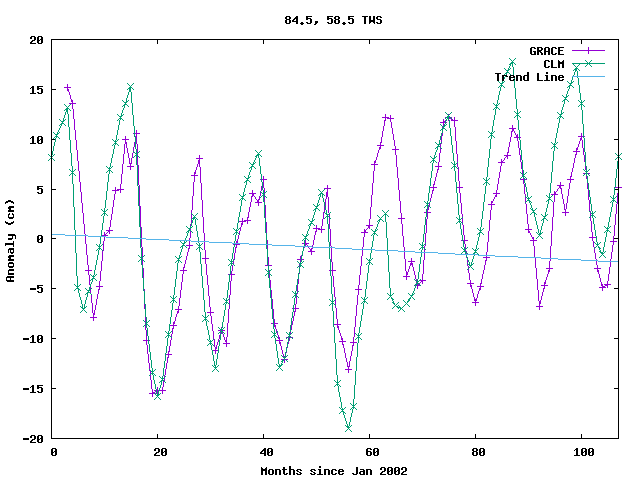 84.5, 58.5 TWS
GRACE
CLM
Trend Line
20
15
10
5
0
-5
-10
-15
-20
Anomaly (cm)
0 20 40 60 80 100
Months since Jan 2002